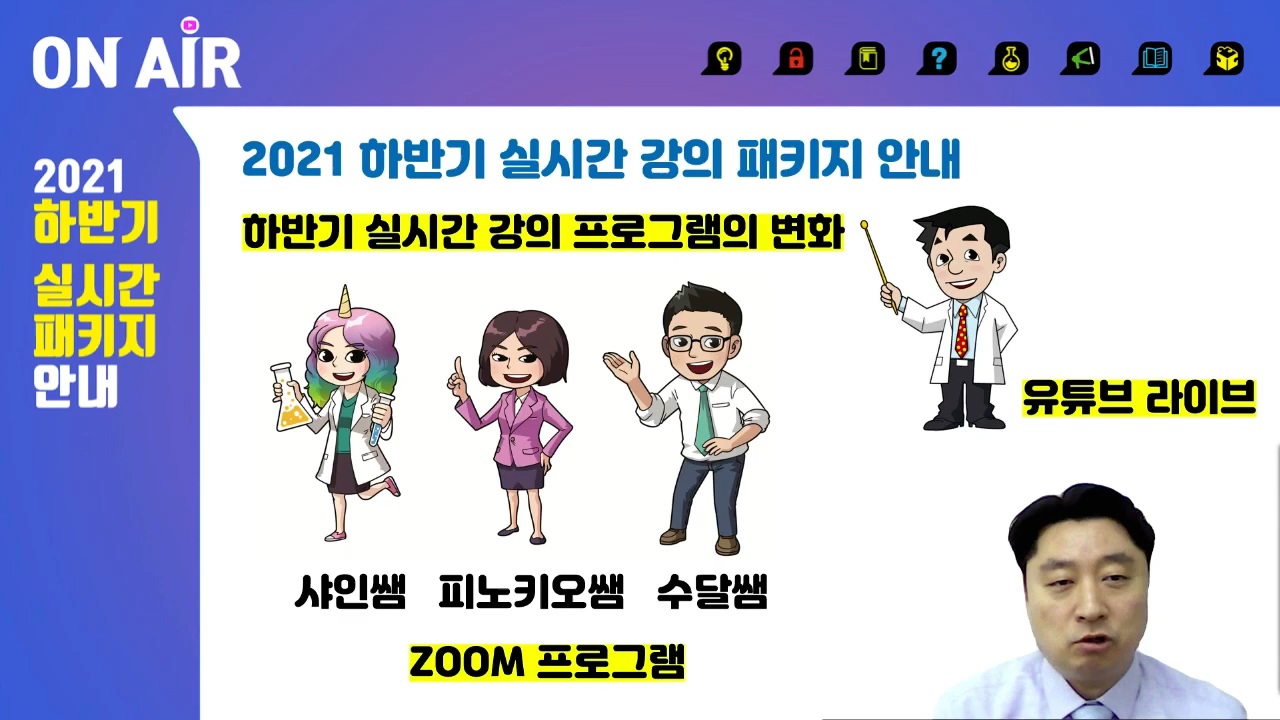 ON AIR
2021
하반기
실시간
패키지
안내
2021 하반기 실시간 강의 패키지 안내
하반기 실시간 강의 프로그램의 변화
유튜브 라이브
샤인쌤 피노키오쌤 수달쌤
ZOOM 프로그램